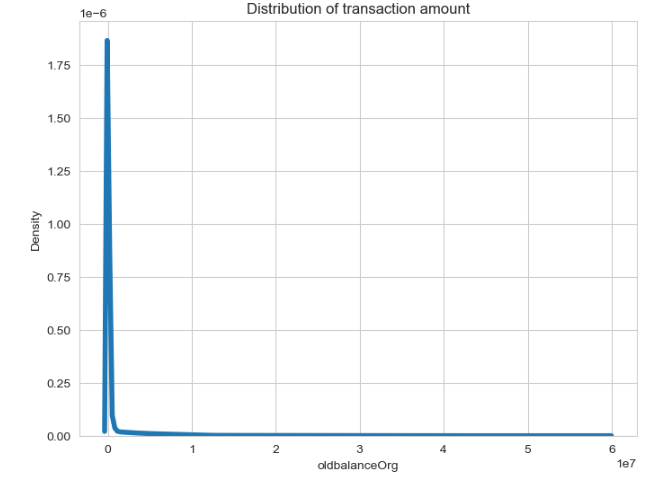 Distribution of transaction amount
1e−6
1.75
1.50
1.25
1.00
0.75
0.50
0.25
0.00
Density
0 1 2 3 4 5 6
1e7
oldbalanceOrg